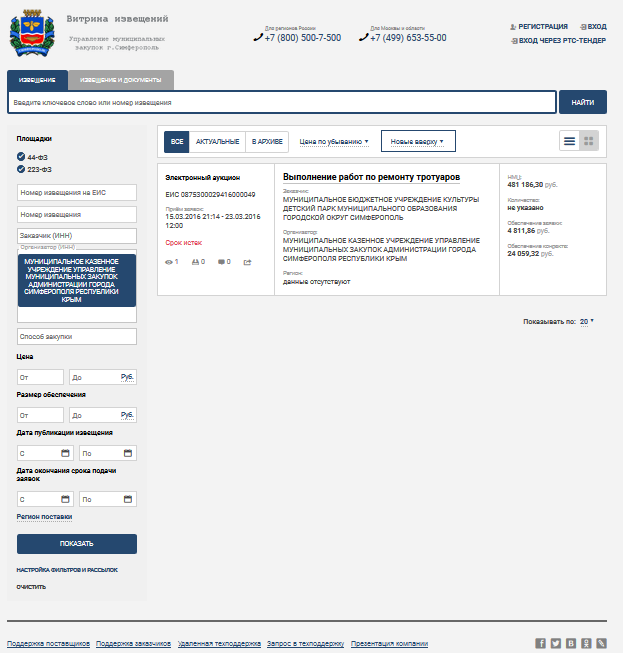 Витрина извещений
Управление муниципальных
закупок г.Симферополь
Для регионов России
+7 (800) 500-7-500
Для Москвы и области
+7 (499) 653-55-00
РЕГИСТРАЦИЯ ВХОД
ВХОД ЧЕРЕЗ РТС-ТЕНДЕР
ИЗВЕЩЕНИЕ ИЗВЕЩЕНИЕ И ДОКУМЕНТЫ
Введите ключевое слово или номер извещения НАЙТИ
Площадки
44-ФЗ
223-ФЗ
Номер извещения на ЕИС
Номер извещения
Заказчик (ИНН)
Организатор (ИНН)
МУНИЦИПАЛЬНОЕ КАЗЕННОЕ
УЧРЕЖДЕНИЕ УПРАВЛЕНИЕ
МУНИЦИПАЛЬНЫХ ЗАКУПОК
АДМИНИСТРАЦИИ ГОРОДА
СИМФЕРОПОЛЯ РЕСПУБЛИКИ
КРЫМ
Способ закупки
Цена
От До Руб.
Размер обеспечения
От До Руб.
Дата публикации извещения
С По
Дата окончания срока подачи
заявок
С По
Регион поставки
ПОКАЗАТЬ
НАСТРОЙКА ФИЛЬТРОВ И РАССЫЛОК
ОЧИСТИТЬ
ВСЕ АКТУАЛЬНЫЕ В АРХИВЕ Цена по убыванию Новые вверху
Электронный аукцион
ЕИС 0875300029416000049
Приём заявок:
15.03.2016 21:14 - 23.03.2016
12:00
Срок истек
1 0 0
Выполнение работ по ремонту тротуаров
Заказчик:
МУНИЦИПАЛЬНОЕ БЮДЖЕТНОЕ УЧРЕЖДЕНИЕ КУЛЬТУРЫ
ДЕТСКИЙ ПАРК МУНИЦИПАЛЬНОГО ОБРАЗОВАНИЯ
ГОРОДСКОЙ ОКРУГ СИМФЕРОПОЛЬ
Организатор:
МУНИЦИПАЛЬНОЕ КАЗЕННОЕ УЧРЕЖДЕНИЕ УПРАВЛЕНИЕ
МУНИЦИПАЛЬНЫХ ЗАКУПОК АДМИНИСТРАЦИИ ГОРОДА
СИМФЕРОПОЛЯ РЕСПУБЛИКИ КРЫМ
Регион:
данные отсутствуют
НМЦ:
481 186,30 руб.
Количество:
не указано
Обеспечение заявки:
4 811,86 руб.
Обеспечение контракта:
24 059,32 руб.
Показывать по: 20
Поддержка поставщиков Поддержка заказчиков Удаленная техподдержка Запрос в техподдержку Презентация компании